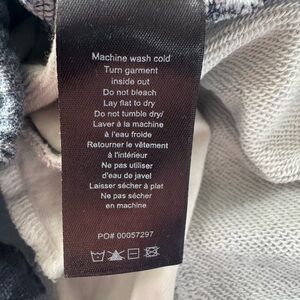 Machine wash cold
Turn garment
inside out
Do not bleach
Lay flat to dry
Do not tumble dry/
Laver à la machine
à l'eau froide
Retourner le vêtement
à l'intérieur
Ne pas utiliser
d'eau de javel
Laisser sécher à plat
Ne pas sécher
en machine
PO# 00057297